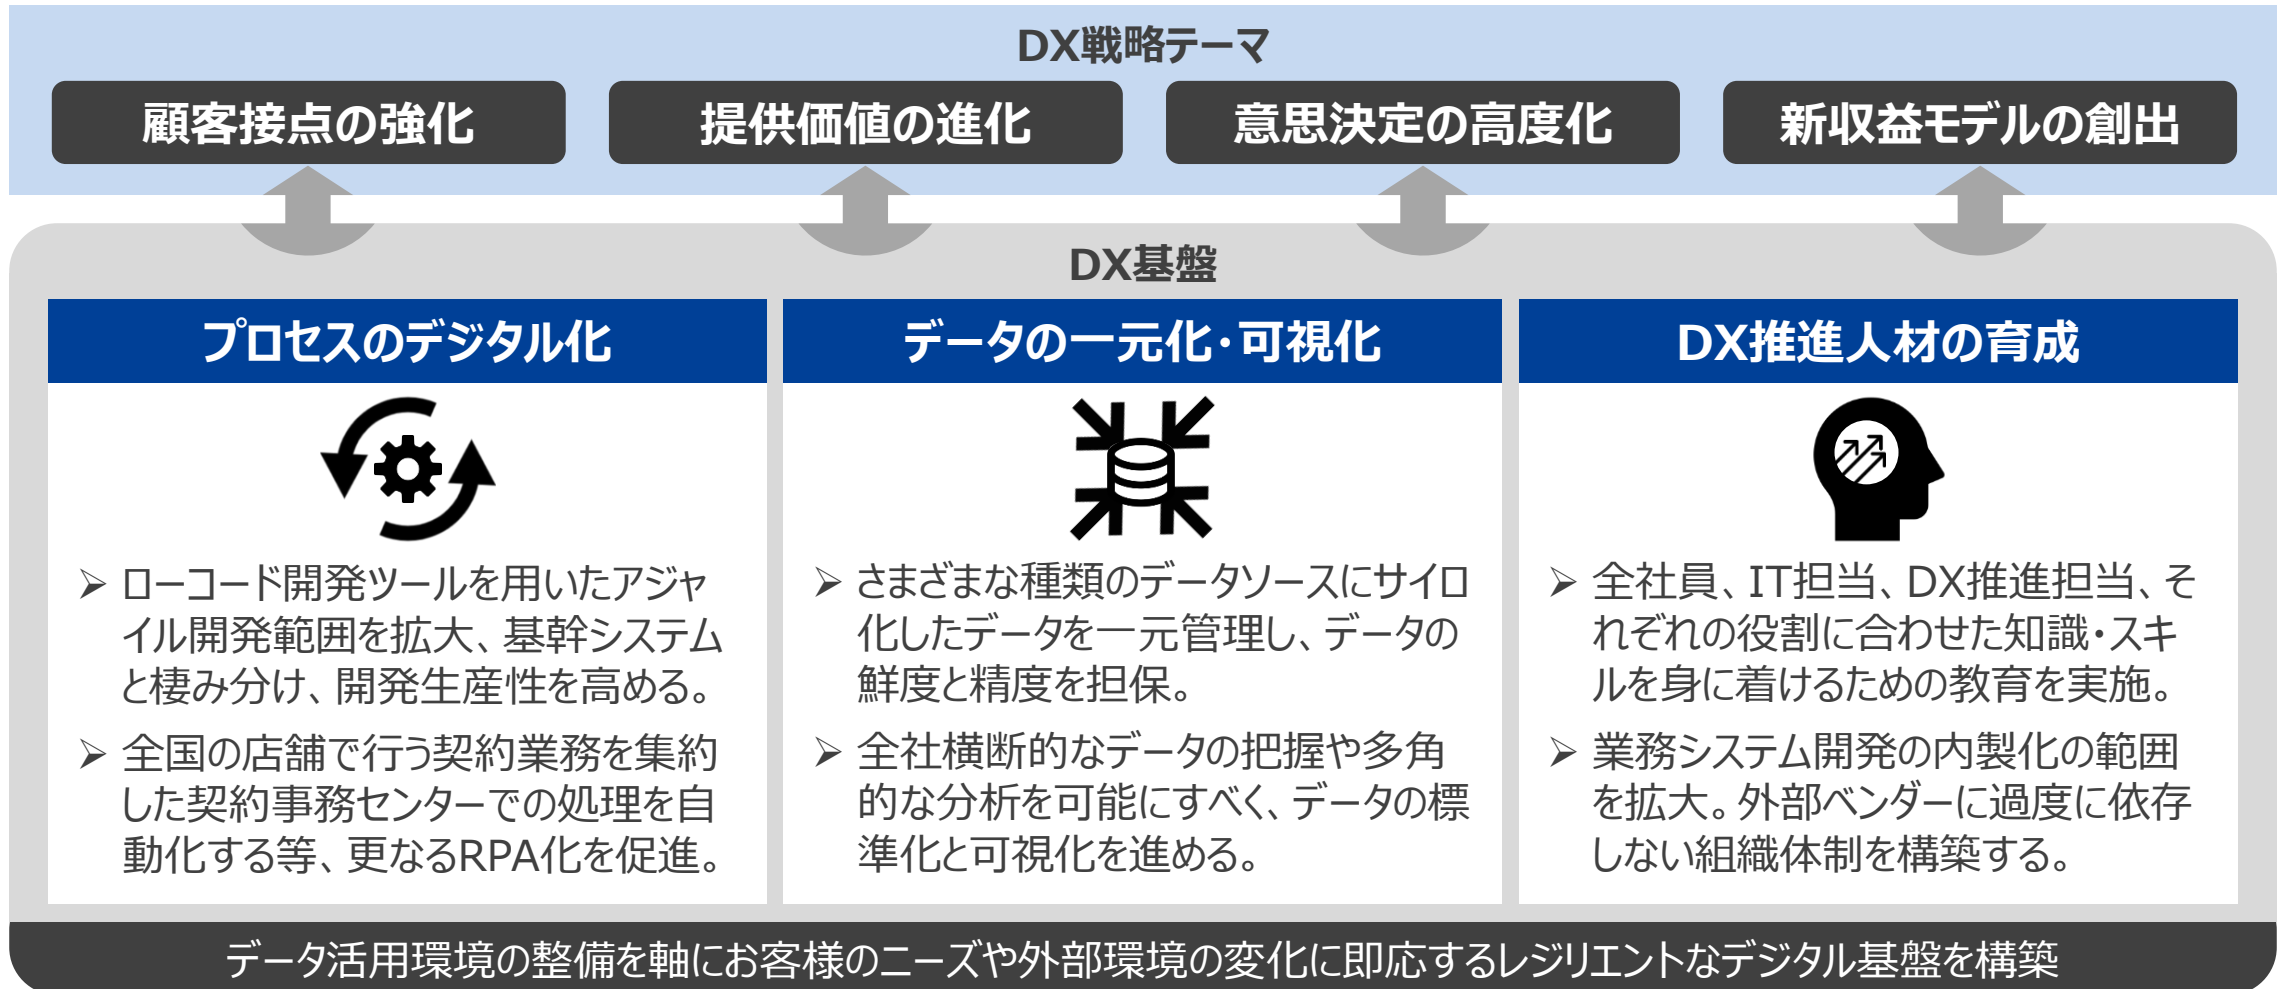 DX戦略テーマ
顧客接点の強化
提供価値の進化
意思決定の高度化
新収益モデルの創出
DX基盤
プロセスのデジタル化
➢ ローコード開発ツールを用いたアジャ
イル開発範囲を拡大、基幹システム
と棲み分け、開発生産性を高める。
➢ 全国の店舗で行う契約業務を集約
した契約事務センターでの処理を自
動化する等、更なるRPA化を促進。
データの一元化・可視化
➢ さまざまな種類のデータソースにサイロ
化したデータを一元管理し、データの
鮮度と精度を担保。
➢ 全社横断的なデータの把握や多角
的な分析を可能にすべく、データの標
準化と可視化を進める。
DX推進人材の育成
➢ 全社員、IT担当、DX推進担当、そ
れぞれの役割に合わせた知識・スキ
ルを身に着けるための教育を実施。
➢ 業務システム開発の内製化の範囲
を拡大。外部ベンダーに過度に依存
しない組織体制を構築する。
データ活用環境の整備を軸にお客様のニーズや外部環境の変化に即応するレジリエントなデジタル基盤を構築